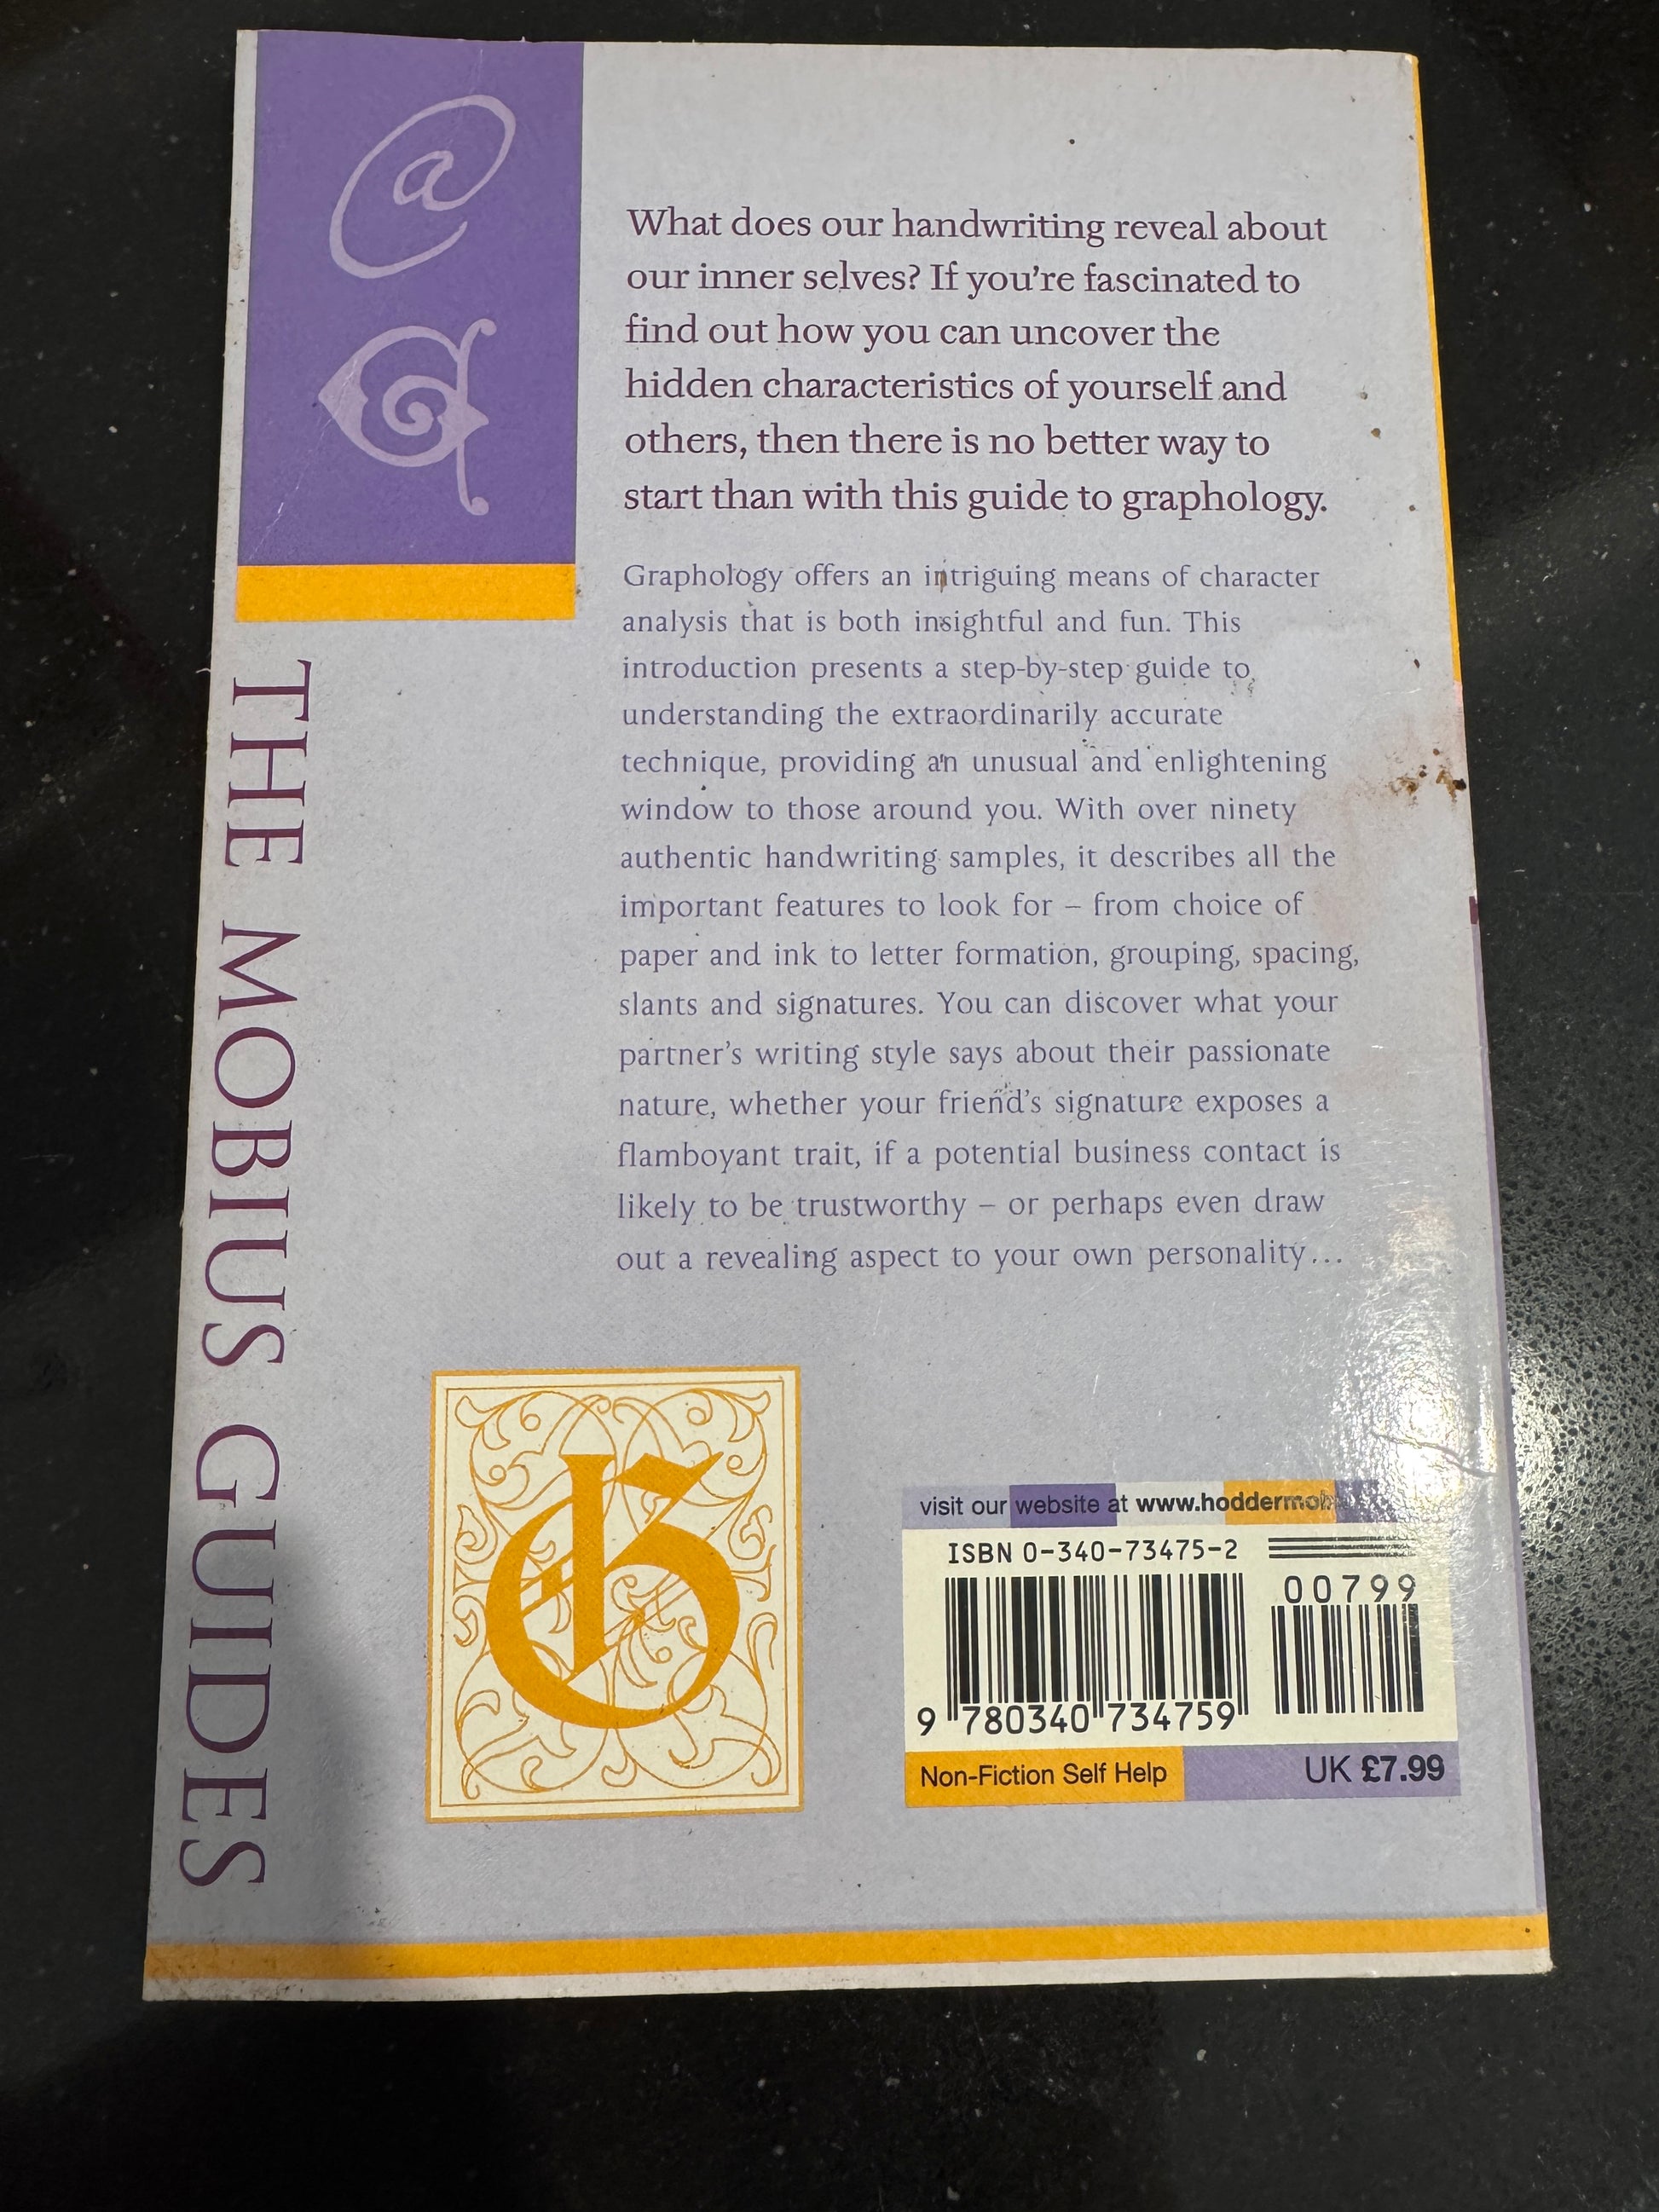 What does our handwriting reveal about
our inner selves? If you're fascinated to
find out how you can uncover the
hidden characteristics of yourself and
others, then there is no better way to
start than with this guide to graphology.
Graphology offers an intriguing means of character
analysis that is both insightful and fun. This
introduction presents a step-by-step guide to
understanding the extraordinarily accurate
technique, providing an unusual and enlightening
window to those around you. With over ninety
authentic handwriting samples, it describes all the
important features to look for – from choice of
paper and ink to letter formation, grouping, spacing,
slants and signatures. You can discover what your
partner's writing style says about their passionate
nature, whether your friend's signature exposes a
flamboyant trait, if a potential business contact is
likely to be trustworthy – or perhaps even draw
out a revealing aspect to your own personality...
THE MOBIUS GUIDES
@
a
G
visit our website at
ISBN 0-340-73475-2
00799
9 780340 734759
Non-Fiction Self Help
UK £7.99